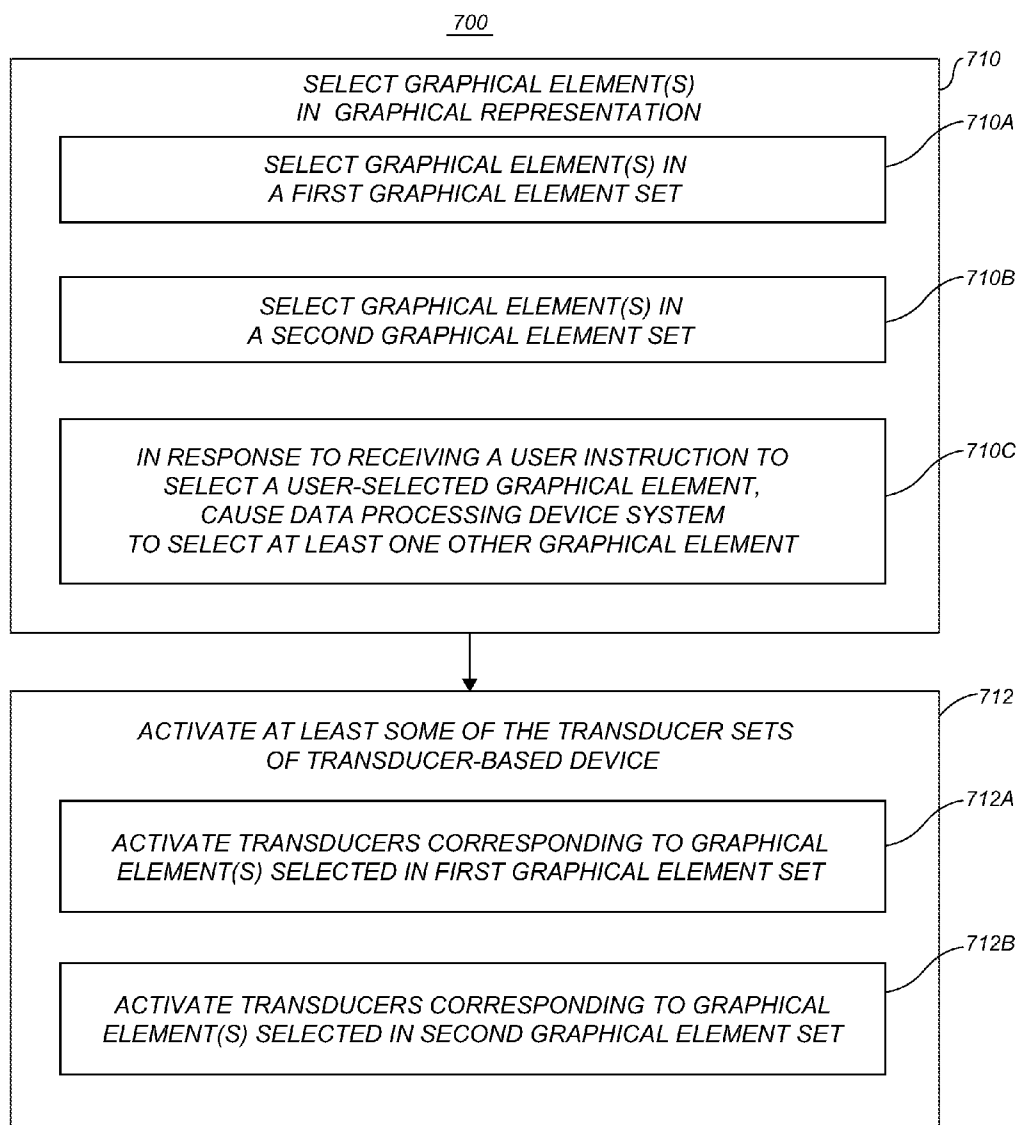 700
710
SELECT GRAPHICAL ELEMENT(S)
IN GRAPHICAL REPRESENTATION
710A
SELECT GRAPHICAL ELEMENT(S) IN
A FIRST GRAPHICAL ELEMENT SET
710B
SELECT GRAPHICAL ELEMENT(S) IN
A SECOND GRAPHICAL ELEMENT SET
710C
IN RESPONSE TO RECEIVING A USER INSTRUCTION TO
SELECT A USER-SELECTED GRAPHICAL ELEMENT,
CAUSE DATA PROCESSING DEVICE SYSTEM
TO SELECT AT LEAST ONE OTHER GRAPHICAL ELEMENT
712
ACTIVATE AT LEAST SOME OF THE TRANSDUCER SETS
OF TRANSDUCER-BASED DEVICE
712A
ACTIVATE TRANSDUCERS CORRESPONDING TO GRAPHICAL
ELEMENT(S) SELECTED IN FIRST GRAPHICAL ELEMENT SET
712B
ACTIVATE TRANSDUCERS CORRESPONDING TO GRAPHICAL
ELEMENT(S) SELECTED IN SECOND GRAPHICAL ELEMENT SET